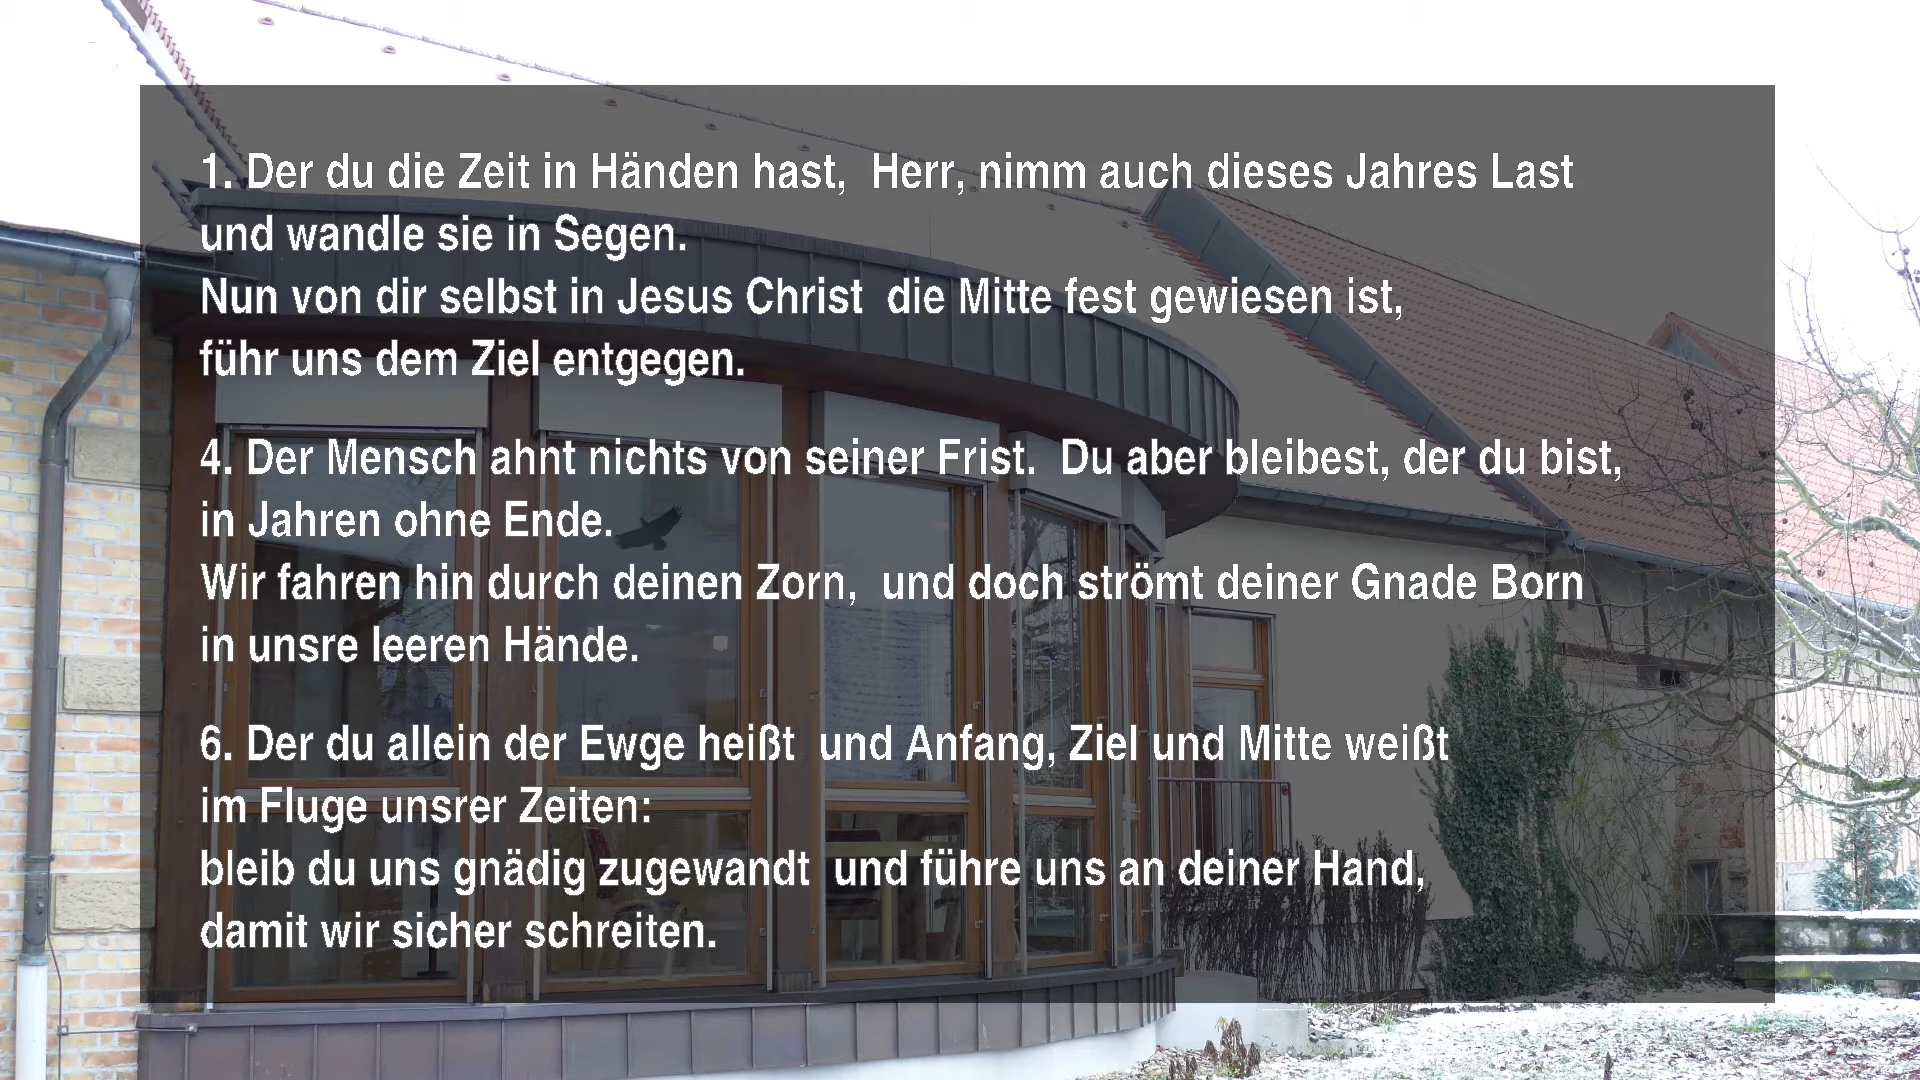 1. Der du die Zeit in Händen hast,  Herr, nimm auch dieses Jahres Last
und wandle sie in Segen.
Nun von dir selbst in Jesus Christ  die Mitte fest gewiesen ist,
führ uns dem Ziel entgegen.
4. Der Mensch ahnt nichts von seiner Frist.  Du aber bleibest, der du bist,
in Jahren ohne Ende.
Wir fahren hin durch deinen Zorn,  und doch strömt deiner Gnade Born
in unsre leeren Hände.
6. Der du allein der Ewge heißt  und Anfang, Ziel und Mitte weißt
im Fluge unsrer Zeiten:
bleib du uns gnädig zugewandt  und führe uns an deiner Hand,
damit wir sicher schreiten.